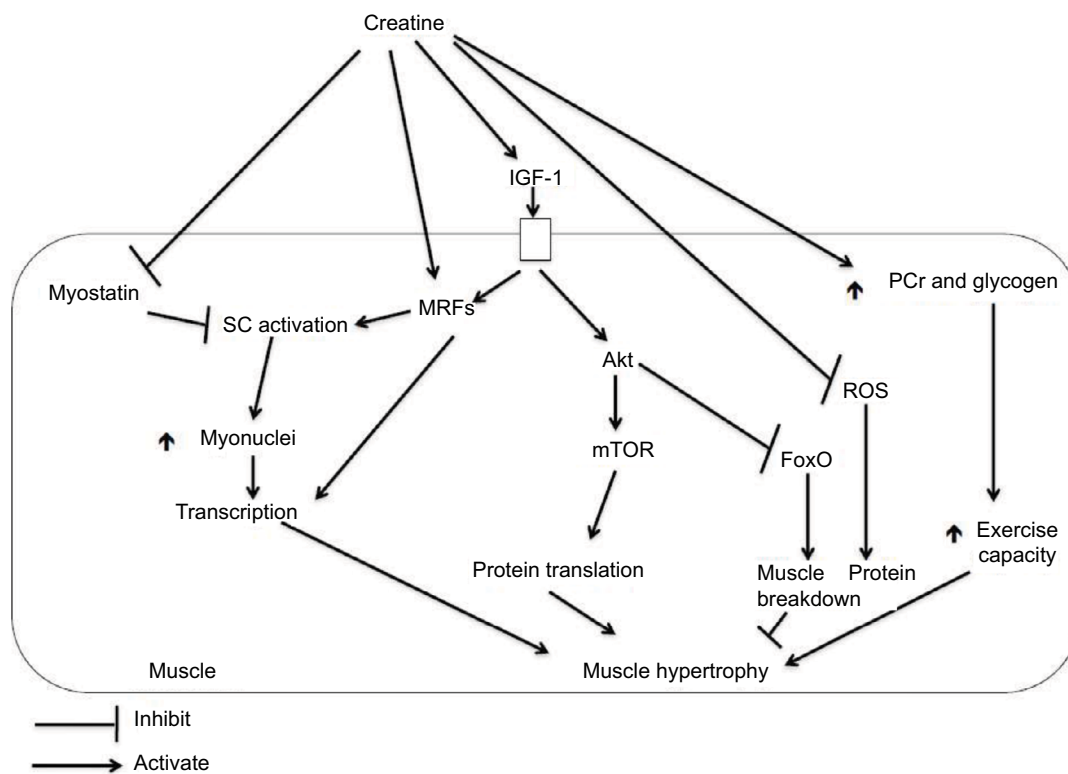 Creatine
IGF-1
Myostatin
SC activation
MRFs
PCr and glycogen
Akt
ROS
Myonuclei
mTOR
FoxO
Transcription
Exercise
capacity
Protein translation
Muscle Protein
breakdown
Muscle
Muscle hypertrophy
Inhibit
Activate